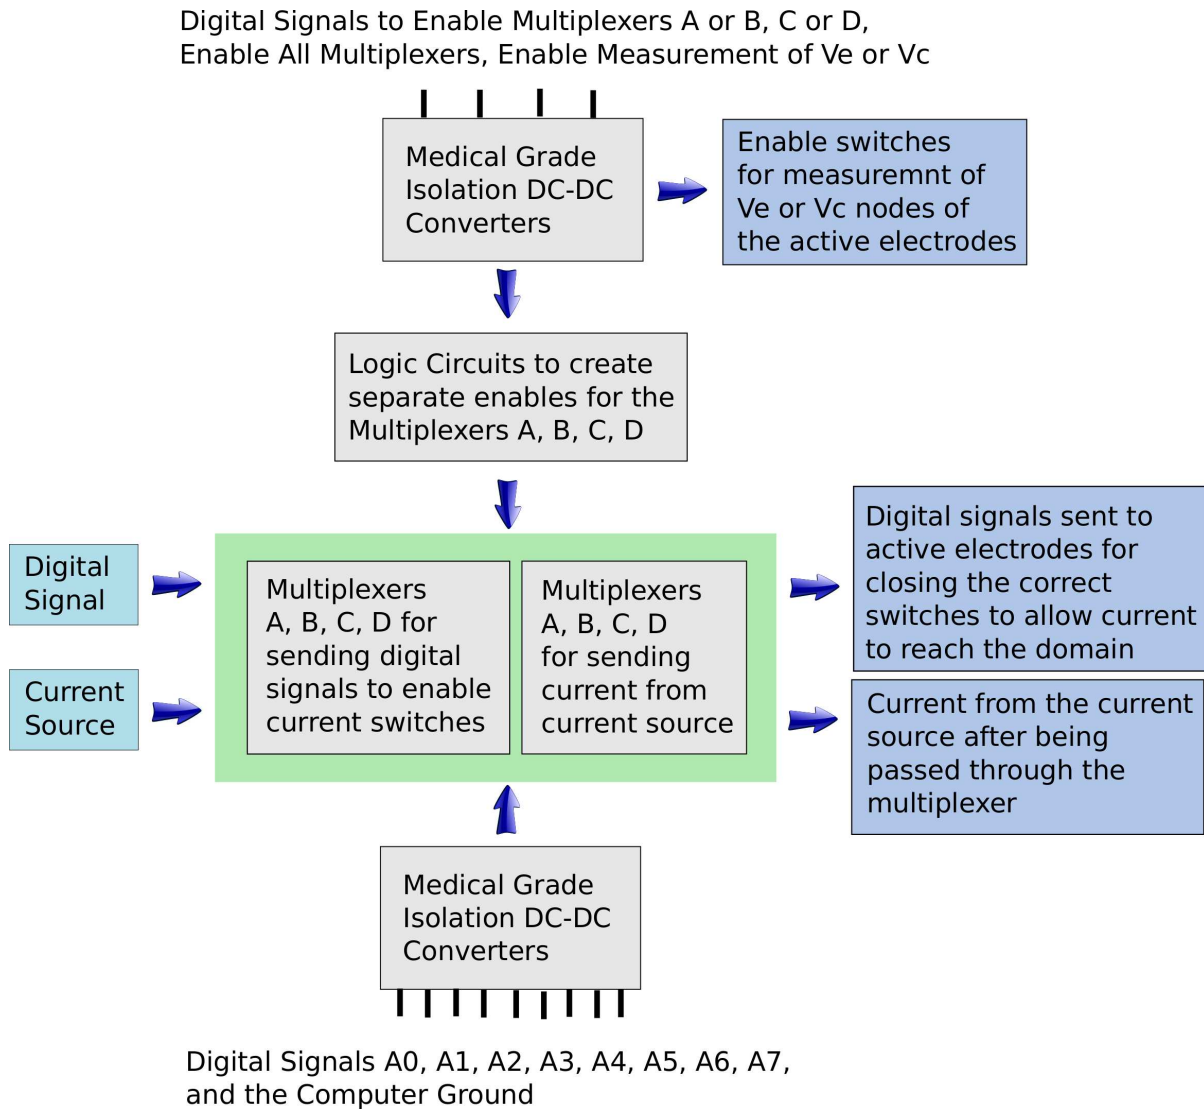 Digital Signals to Enable Multiplexers A or B, C or D,
Enable All Multiplexers, Enable Measurement of Ve or Vc
Medical Grade
Isolation DC-DC
Converters
Enable switches
for measuremnt of
Ve or Vc nodes of
the active electrodes
Logic Circuits to create
separate enables for the
Multiplexers A, B, C, D
Digital
Signal
Current
Source
Multiplexers
A, B, C, D for
sending digital
signals to enable
current switches
Multiplexers
A, B, C, D
for sending
current from
current source
Digital signals sent to
active electrodes for
closing the correct
switches to allow current
to reach the domain
Current from the current
source after being
passed through the
multiplexer
Medical Grade
Isolation DC-DC
Converters
Digital Signals A0, A1, A2, A3, A4, A5, A6, A7,
and the Computer Ground